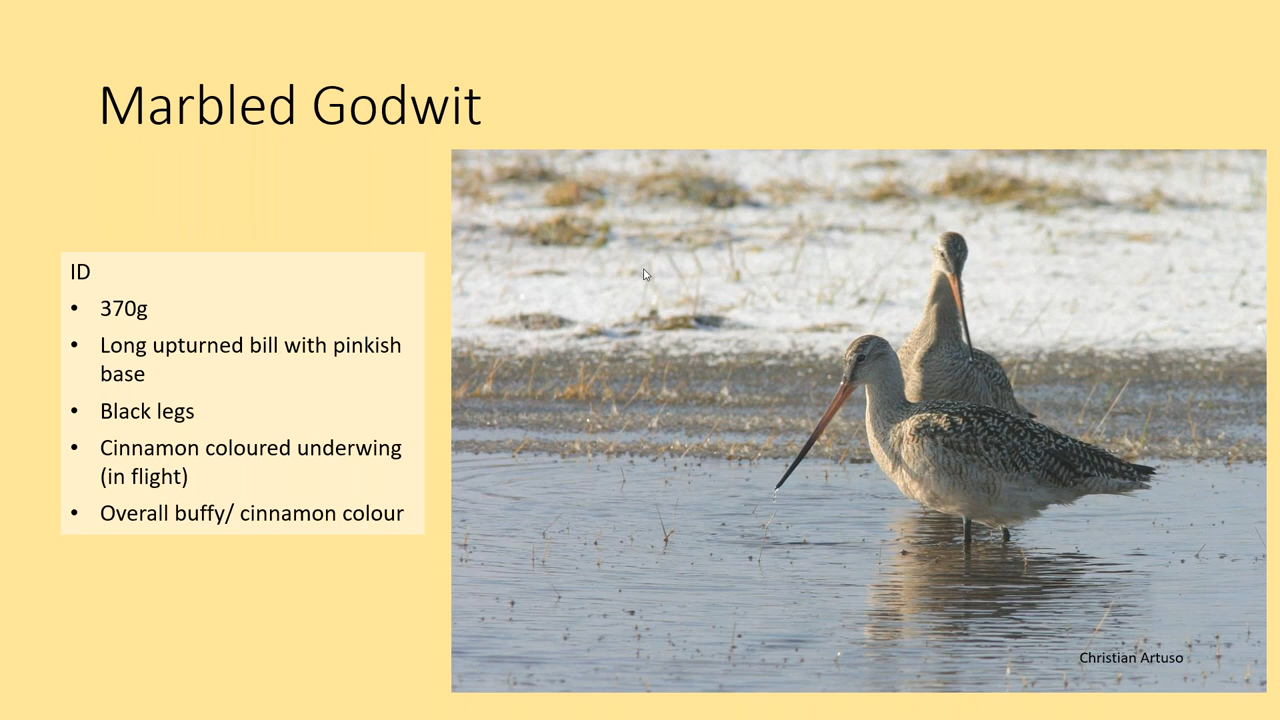 Marbled Godwit
ID
• 370g
• Long upturned bill with pinkish
base
• Black legs
• Cinnamon coloured underwing
(in flight)
• Overall buffy/ cinnamon colour
Christian Artuso